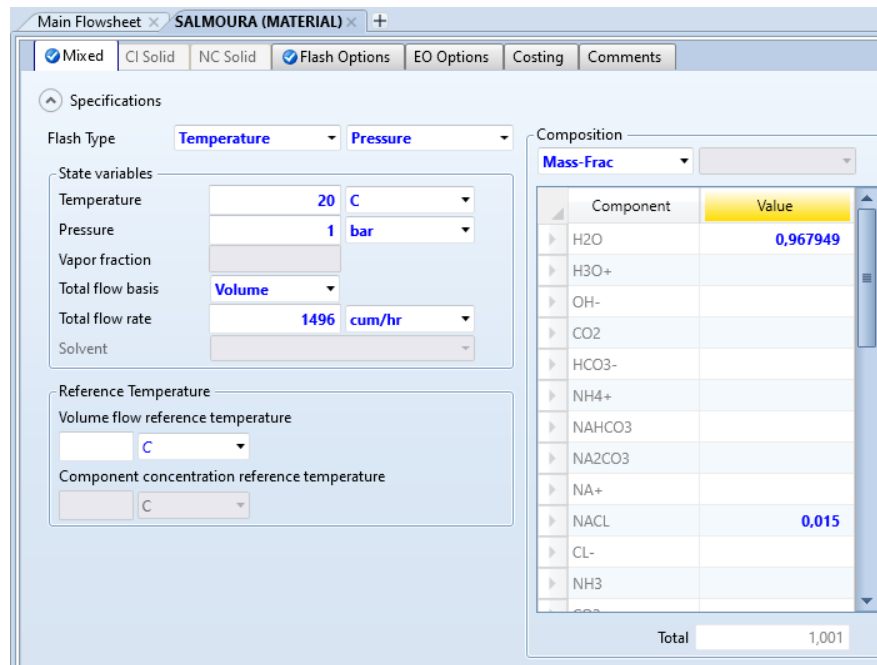 Main Flowsheet × SALMOURA (MATERIAL) × +
Mixed CI Solid NC Solid Flash Options EO Options Costing Comments
Specifications
Flash Type Temperature Pressure
State variables
Temperature 20 C
Pressure 1 bar
Vapor fraction
Total flow basis Volume
Total flow rate 1496 cum/hr
Solvent
Reference Temperature
Volume flow reference temperature
C
Component concentration reference temperature
C
Composition
Mass-Frac
Component Value
H2O 0,967949
H3O+
OH-
CO2
HCO3-
NH4+
NAHCO3
NA2CO3
NA+
NACL 0,015
CL-
NH3
Total 1,001